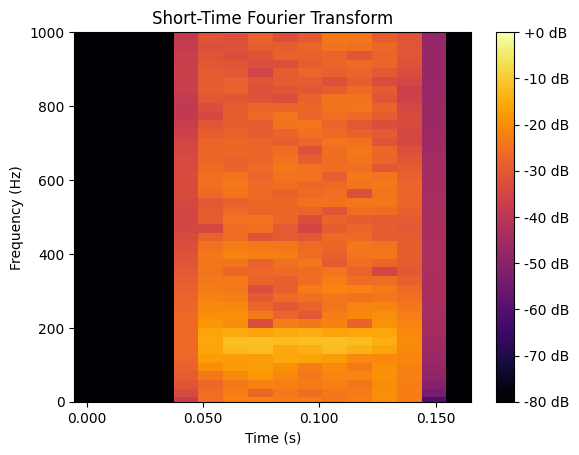 Short-Time Fourier Transform
1000
800
600
400
200
0
Frequency (Hz)
0.000
0.050
0.100
0.150
Time (s)
+0 dB
-10 dB
-20 dB
-30 dB
-40 dB
-50 dB
-60 dB
-70 dB
-80 dB